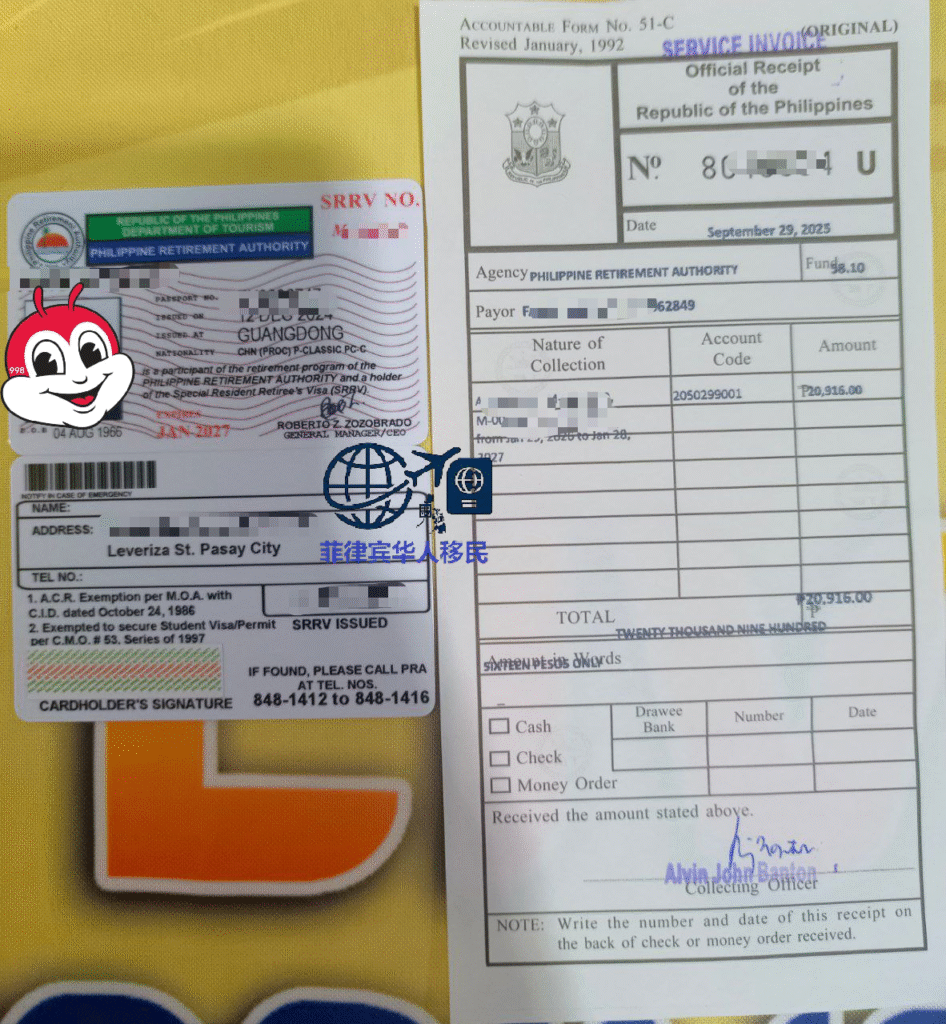 SRRV NO.
REPUBLIC OF THE PHILIPPINES
DEPARTMENT OF TOURISM
PHILIPPINE RETIREMENT AUTHORITY
PASSPORT NO.
ISSUED ON 12-DEC 2024
ISSUED AT GUANGDONG
NATIONALITY CHN (PROC) P-CLASSIC PC-C
is a participant of the retirement program of the
PHILIPPINE RETIREMENT AUTHORITY and a holder
of the Special Resident Retiree's Visa (SRRV).
998
EXPIRES
JAN-2027
04 AUG 1966
ROBERTO Z. ZOZOBRADO
GENERAL MANAGER/CEO
NOTIFY IN CASE OF EMERGENCY
NAME:
ADDRESS:
Leveriza St. Pasay City
TEL NO.:
1. A.C.R. Exemption per M.O.A. with
C.I.D. dated October 24, 1986
2. Exempted to secure Student Visa/Permit
per C.M.O. # 53. Series of 1997
SRRV ISSUED
IF FOUND, PLEASE CALL PRA
AT TEL. NOS.
848-1412 to 848-1416
CARDHOLDER'S SIGNATURE
菲律宾华人移民
ACCOUNTABLE FORM NO. 51-C
Revised January, 1992
(ORIGINAL)
SERVICE INVOICE
Official Receipt
of the
Republic of the Philippines
Nº 80 4 U
Date September 29, 2025
Agency PHILIPPINE RETIREMENT AUTHORITY
Fund 58.10
Payor F 962849
Nature of Collection
Account Code
Amount
A 2050299001 ₱20,916.00
M-00
from Jan 29, 2026 to Jan 28,
2027
TOTAL ₱20,916.00
Amount in Words TWENTY THOUSAND NINE HUNDRED
SIXTEEN PESOS ONLY
Cash
Check
Money Order
Drawee Bank
Number
Date
Received the amount stated above.
Alvin John Banton
Collecting Officer
NOTE: Write the number and date of this receipt on
the back of check or money order received.